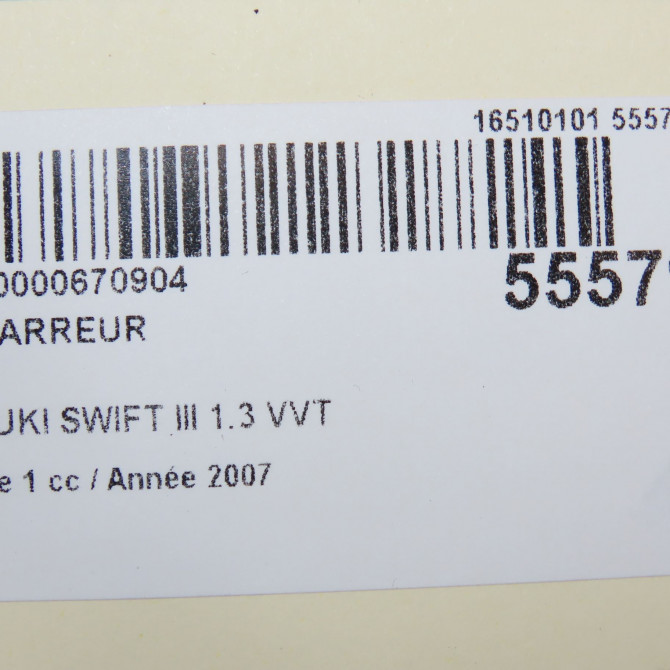 16510101 5557
0000670904
5557
ARREUR
UKI SWIFT III 1.3 VVT
e 1 cc / Année 2007